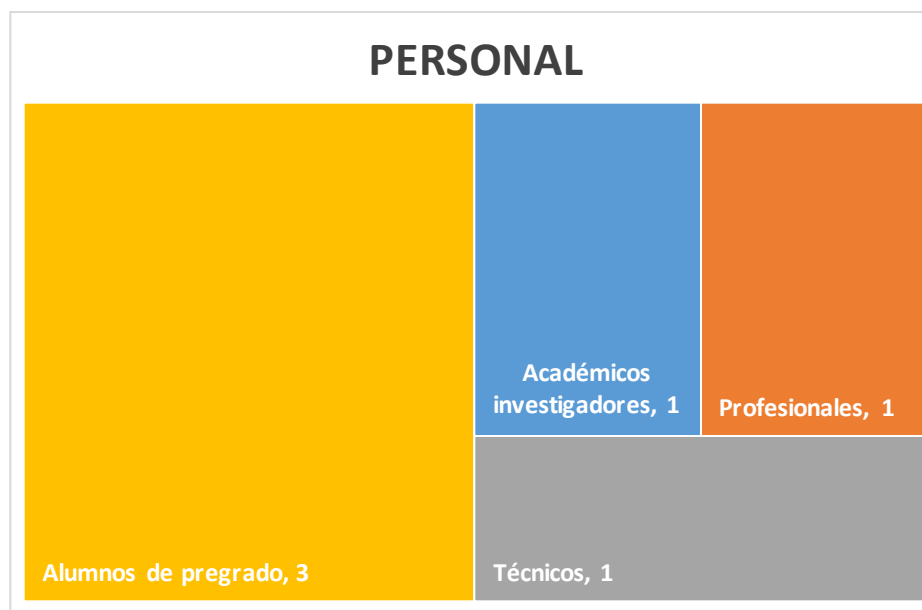 PERSONAL
Académicos
investigadores, 1
Profesionales, 1
Alumnos de pregrado, 3
Técnicos, 1